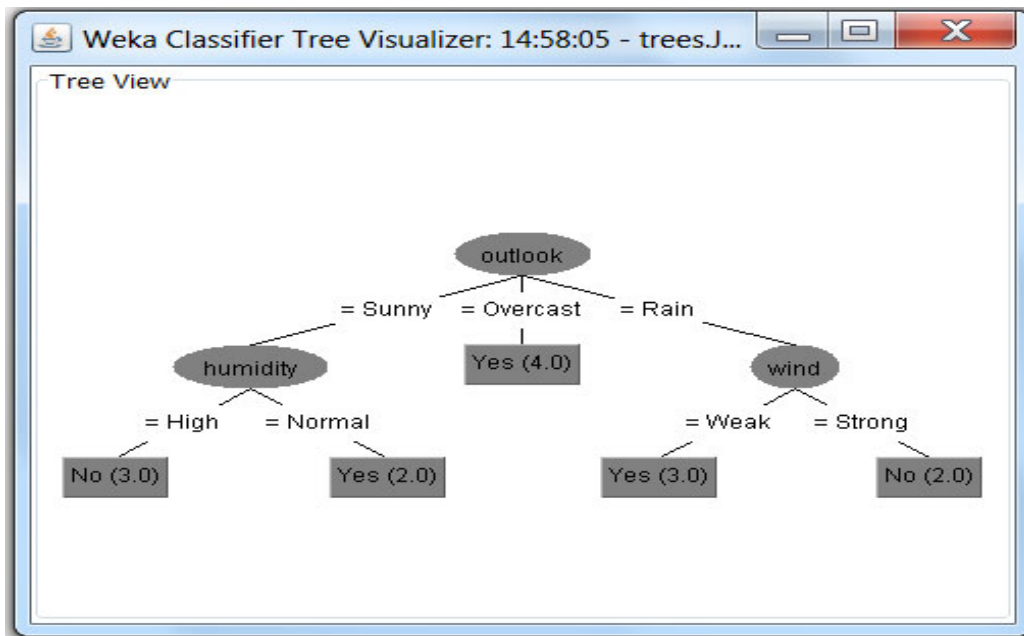 Weka Classifier Tree Visualizer: 14:58:05 - trees.J...
Tree View
outlook
= Sunny = Overcast = Rain
humidity Yes (4.0) wind
= High = Normal = Weak = Strong
No (3.0) Yes (2.0) Yes (3.0) No (2.0)